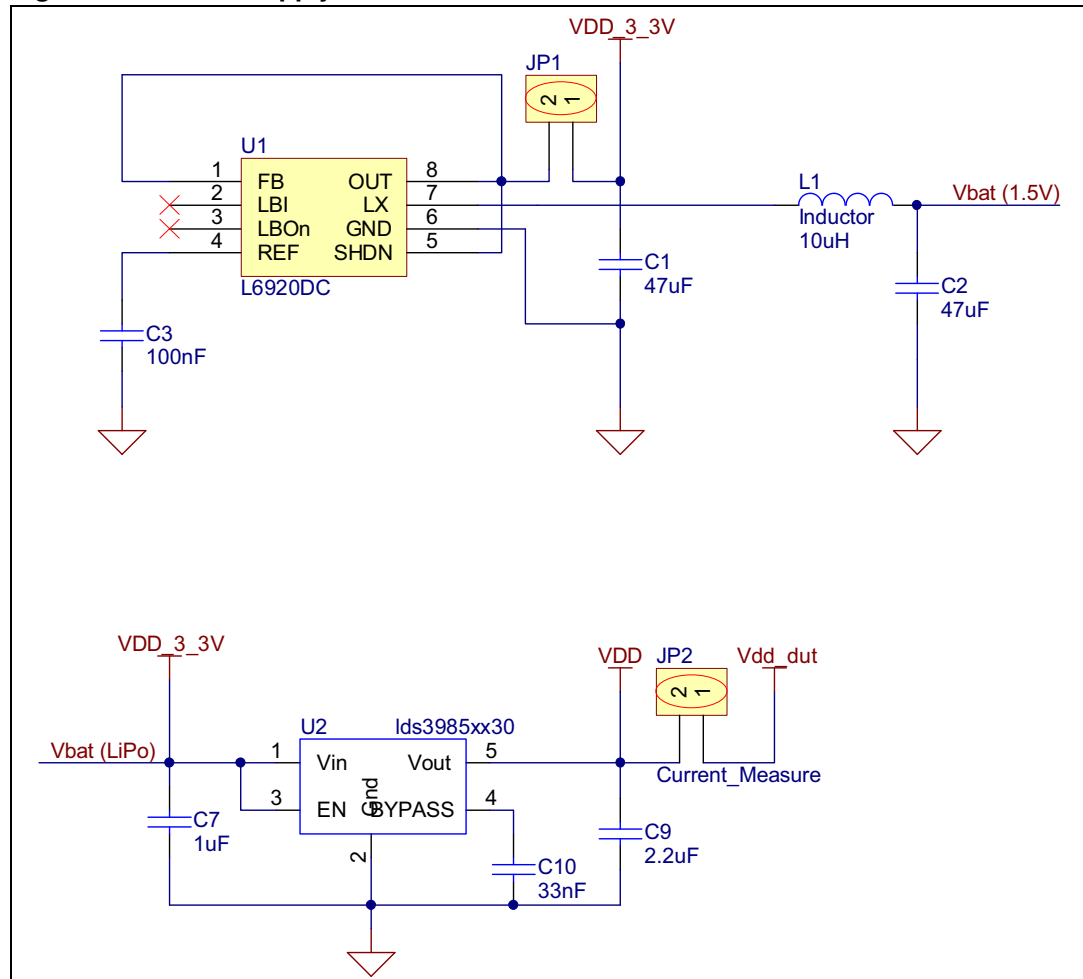 VDD_3_3V
JP1
2 1
U1
1 FB OUT 8
2 LBI LX 7
3 LBOn GND 6
4 REF SHDN 5
L6920DC
L1
Inductor
10uH
Vbat (1.5V)
C1
47uF
C2
47uF
C3
100nF
VDD_3_3V
VDD
JP2
2 1
Vdd_dut
U2
lds3985xx30
Vbat (LiPo)
1 Vin Vout 5
3 EN Gnd BYPASS 4
2
Current_Measure
C7
1uF
C10
33nF
C9
2.2uF